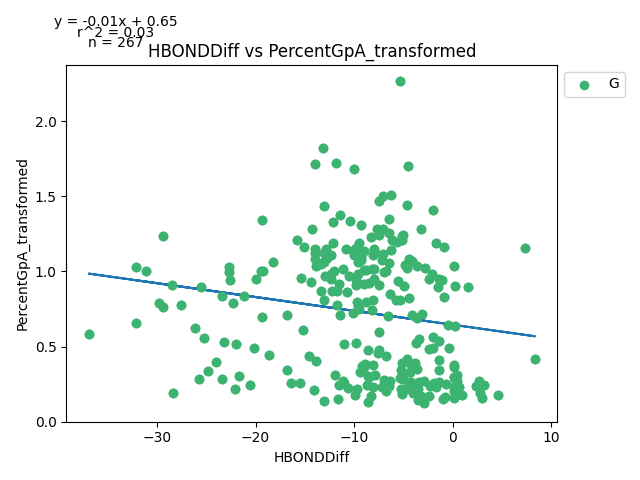 y = -0.01x + 0.65
r^2 = 0.03
n = 267
HBONDDiff vs PercentGpA_transformed
G
PercentGpA_transformed
2.0
1.5
1.0
0.5
0.0
−30
−20
−10
0
10
HBONDDiff